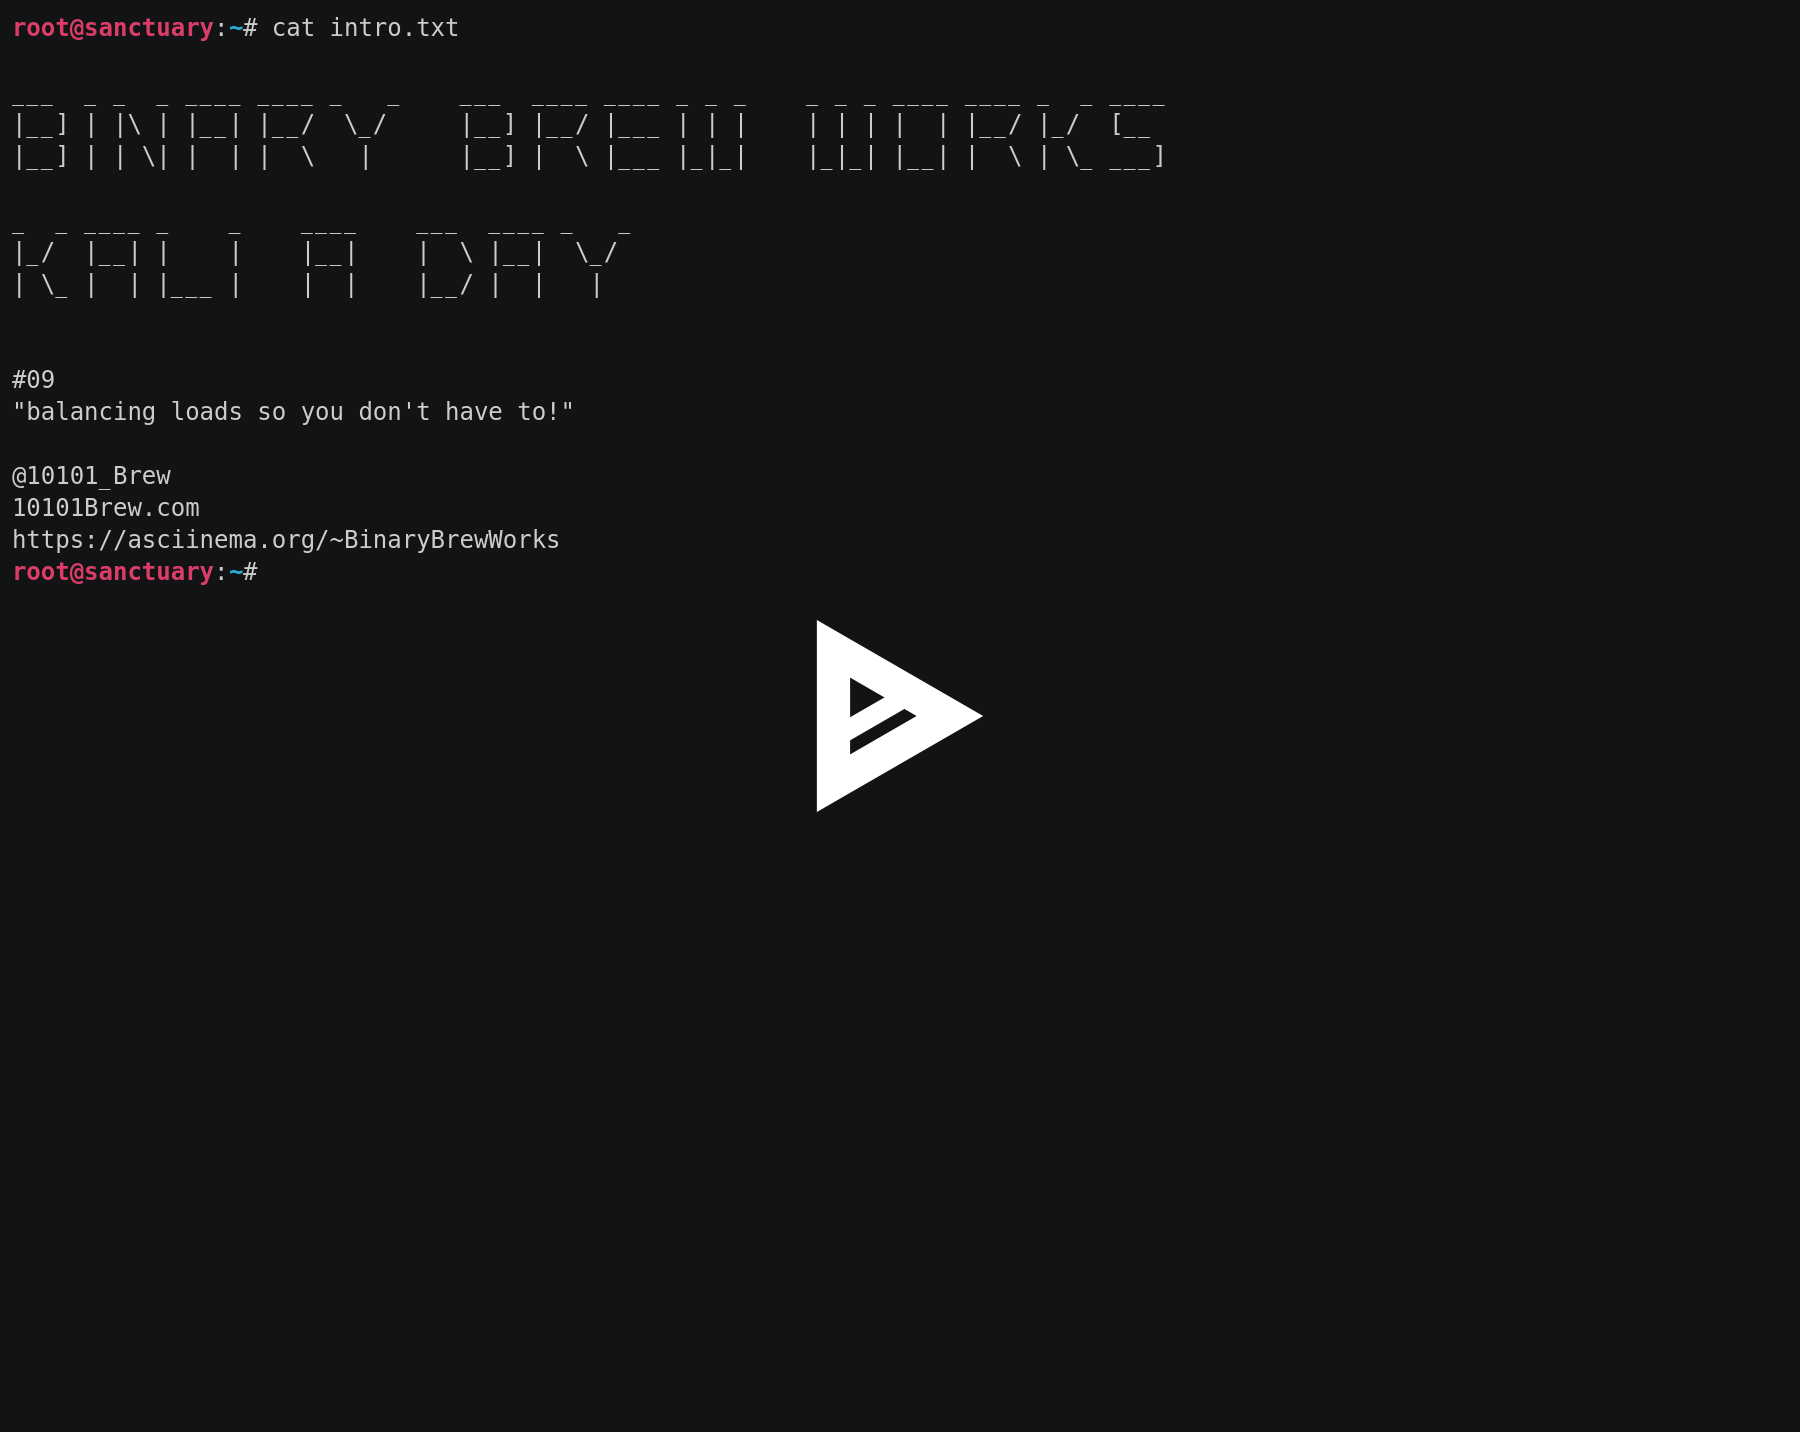 root@sanctuary:~# cat intro.txt
BINARY BREW WORKS
KALI A DAY
#09
"balancing loads so you don't have to!"
@10101_Brew
10101Brew.com
https://asciinema.org/~BinaryBrewWorks
root@sanctuary:~#